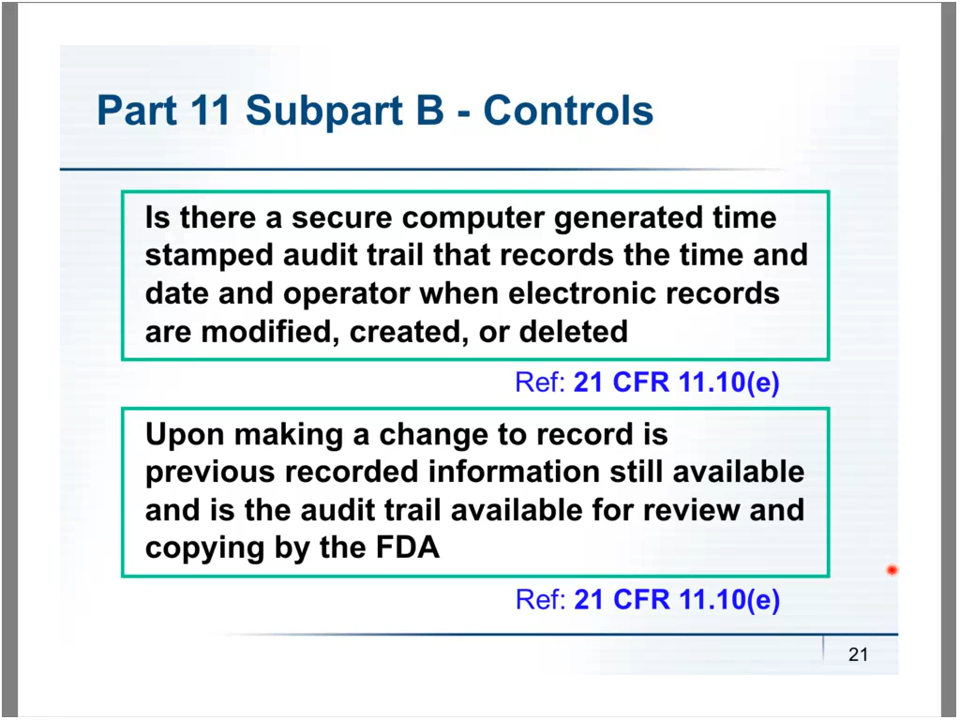 Part 11 Subpart B - Controls
Is there a secure computer generated time
stamped audit trail that records the time and
date and operator when electronic records
are modified, created, or deleted
Ref: 21 CFR 11.10(e)
Upon making a change to record is
previous recorded information still available
and is the audit trail available for review and
copying by the FDA
Ref: 21 CFR 11.10(e)
21